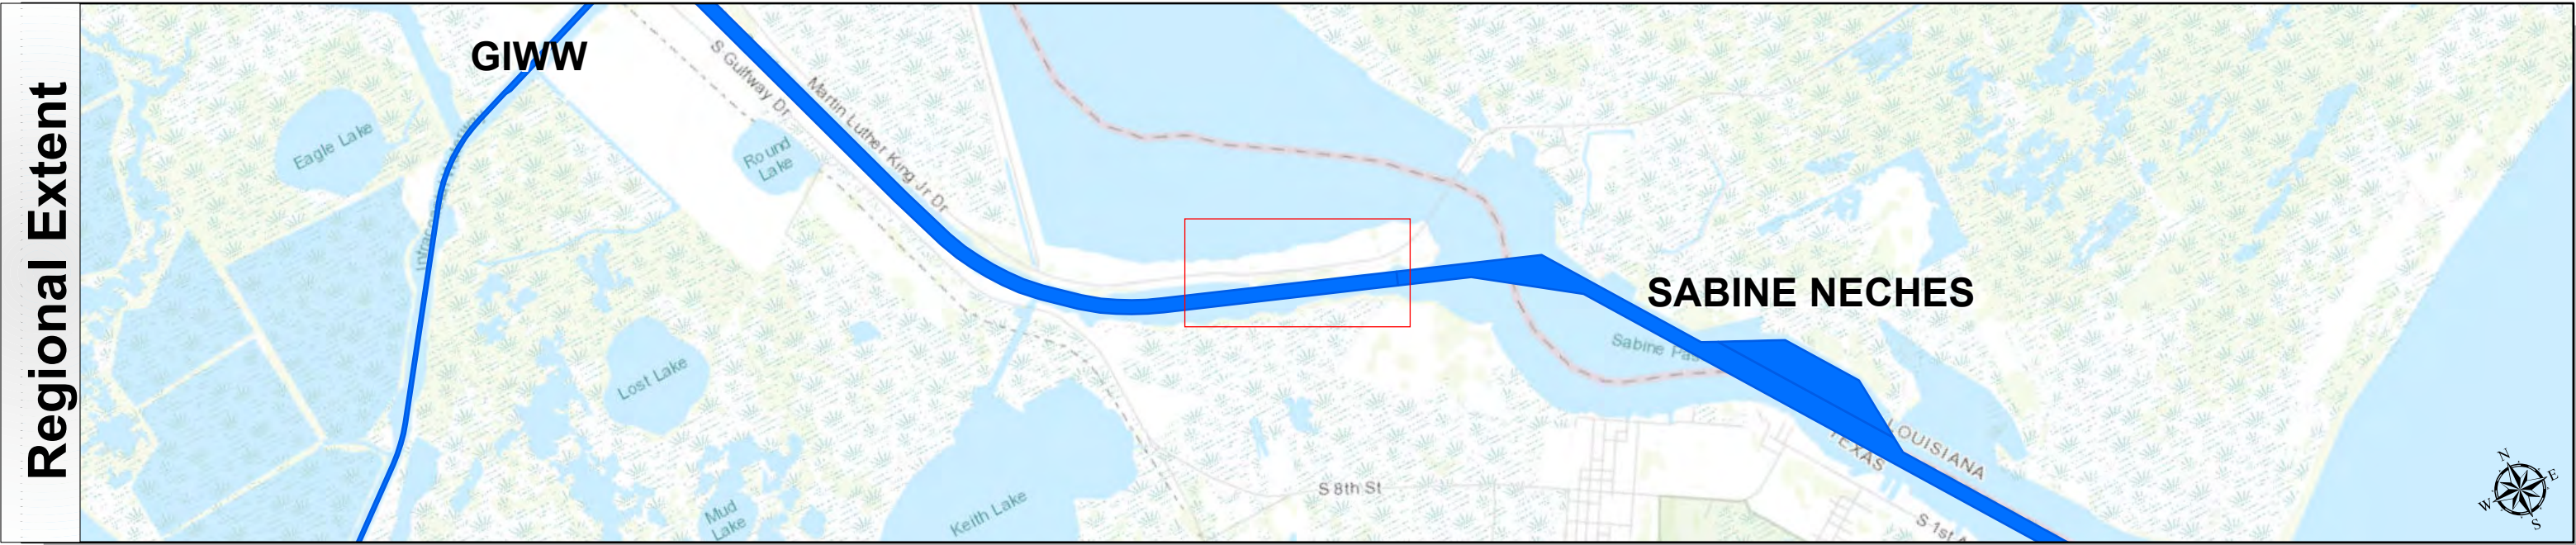 Regional Extent
GIWW
S Gulfway Dr
Martin Luther King Jr Dr
Eagle Lake
Round
Lake
SABINE NECHES
Sabine
Lost Lake
LOUISIANA
TEXAS
S 8th St
Keith Lake
Mud
Lake
S 1st
N
E
W
S